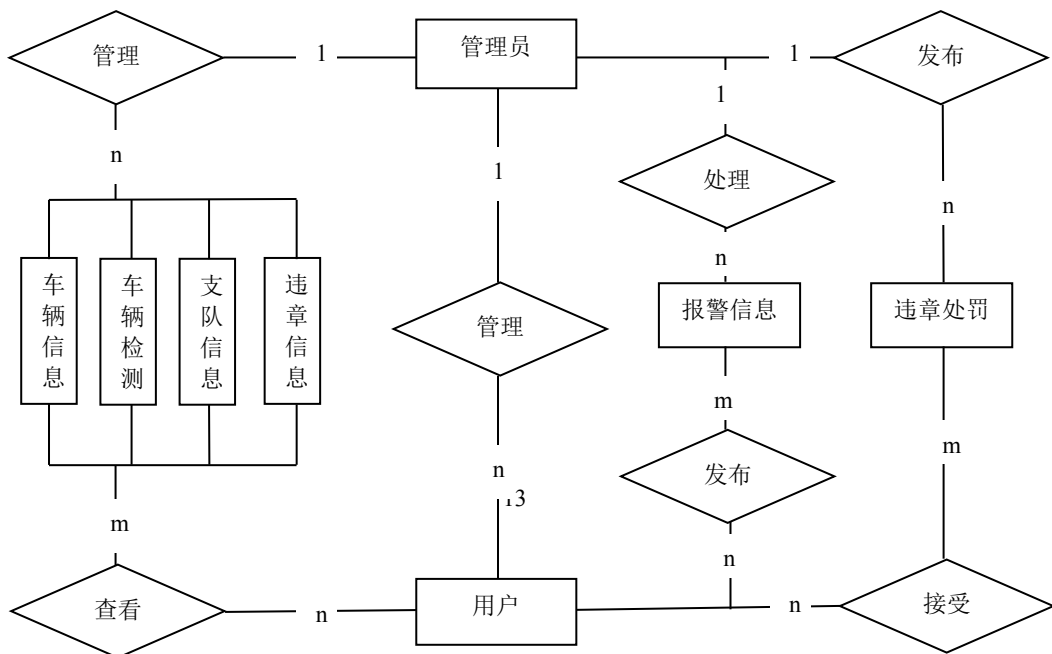 管理
1
管理员
1
发布
1
n
1
处理
n
n
车辆信息
车辆检测
支队信息
违章信息
管理
报警信息
违章处罚
m
n
13
发布
m
m
n
查看
n
用户
n
接受